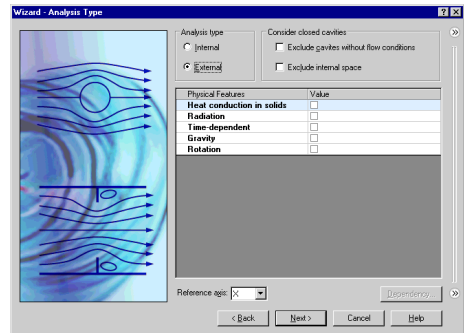 Wizard - Analysis Type
Analysis type
Internal
External
Consider closed cavities
Exclude cavites without flow conditions
Exclude internal space
Physical Features Value
Heat conduction in solids
Radiation
Time-dependent
Gravity
Rotation
Reference axis: X
Dependency...
< Back Next > Cancel Help